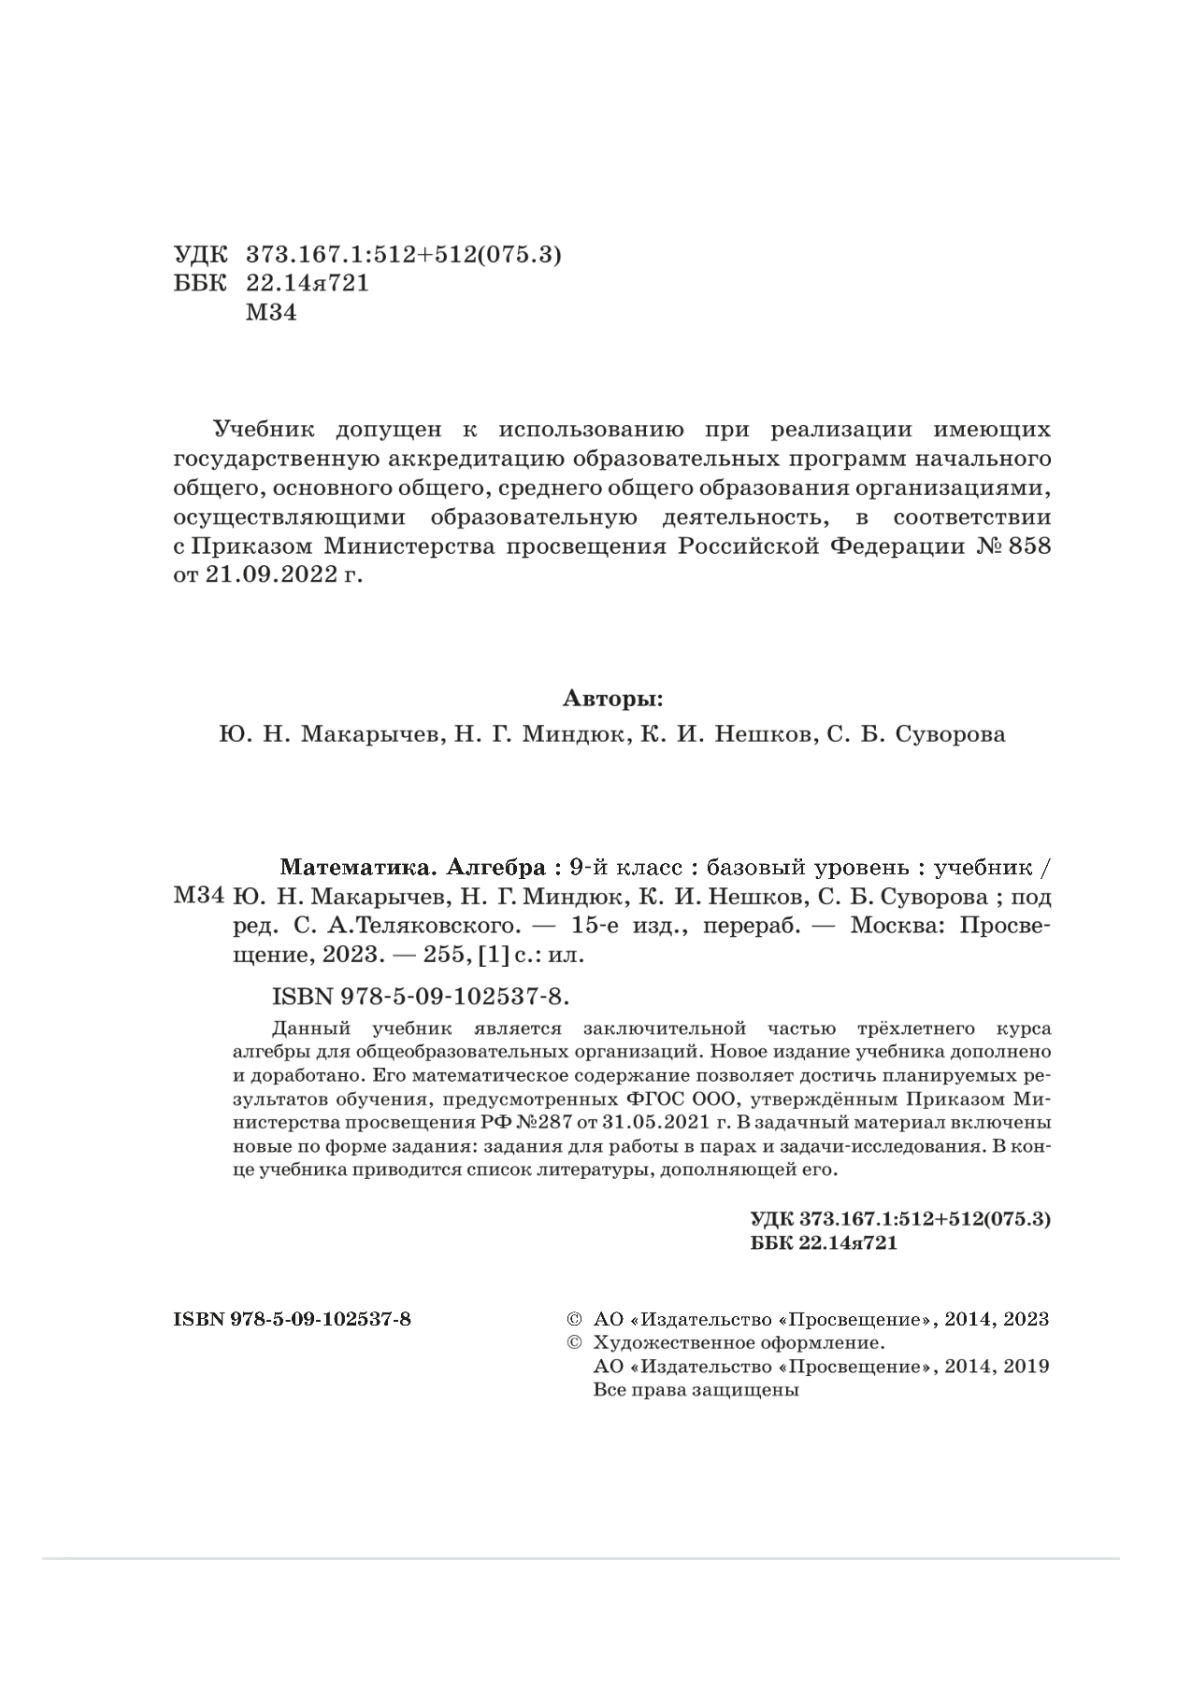 УДК 373.167.1:512+512(075.3)
ББК 22.14я721
М34
Учебник допущен к использованию при реализации имеющих
государственную аккредитацию образовательных программ начального
общего, основного общего, среднего общего образования организациями,
осуществляющими образовательную деятельность, в соответствии
с Приказом Министерства просвещения Российской Федерации № 858
от 21.09.2022 г.
Авторы:
Ю. Н. Макарычев, Н. Г. Миндюк, К. И. Нешков, С. Б. Суворова
Математика. Алгебра : 9-й класс : базовый уровень : учебник /
М34 Ю. Н. Макарычев, Н. Г. Миндюк, К. И. Нешков, С. Б. Суворова ; под
ред. С. А.Теляковского. — 15-е изд., перераб. — Москва: Просве-
щение, 2023. — 255, [1] с.: ил.
ISBN 978-5-09-102537-8.
Данный учебник является заключительной частью трёхлетнего курса
алгебры для общеобразовательных организаций. Новое издание учебника дополнено
и доработано. Его математическое содержание позволяет достичь планируемых ре-
зультатов обучения, предусмотренных ФГОС ООО, утверждённым Приказом Ми-
нистерства просвещения РФ №287 от 31.05.2021 г. В задачный материал включены
новые по форме задания: задания для работы в парах и задачи-исследования. В кон-
це учебника приводится список литературы, дополняющей его.
УДК 373.167.1:512+512(075.3)
ББК 22.14я721
ISBN 978-5-09-102537-8
© АО «Издательство «Просвещение», 2014, 2023
© Художественное оформление.
АО «Издательство «Просвещение», 2014, 2019
Все права защищены